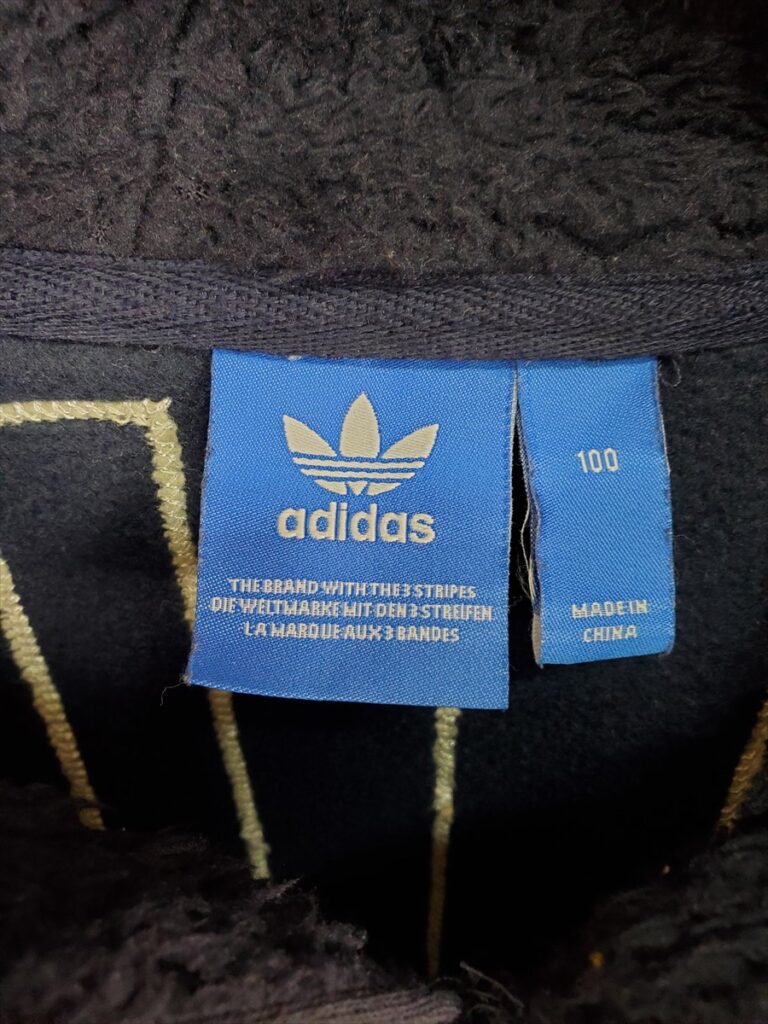 adidas
THE BRAND WITH THE 3 STRIPES
DIE WELTMARKE MIT DEN 3 STREIFEN
LA MARQUE AUX 3 BANDES
100
MADE IN
CHINA